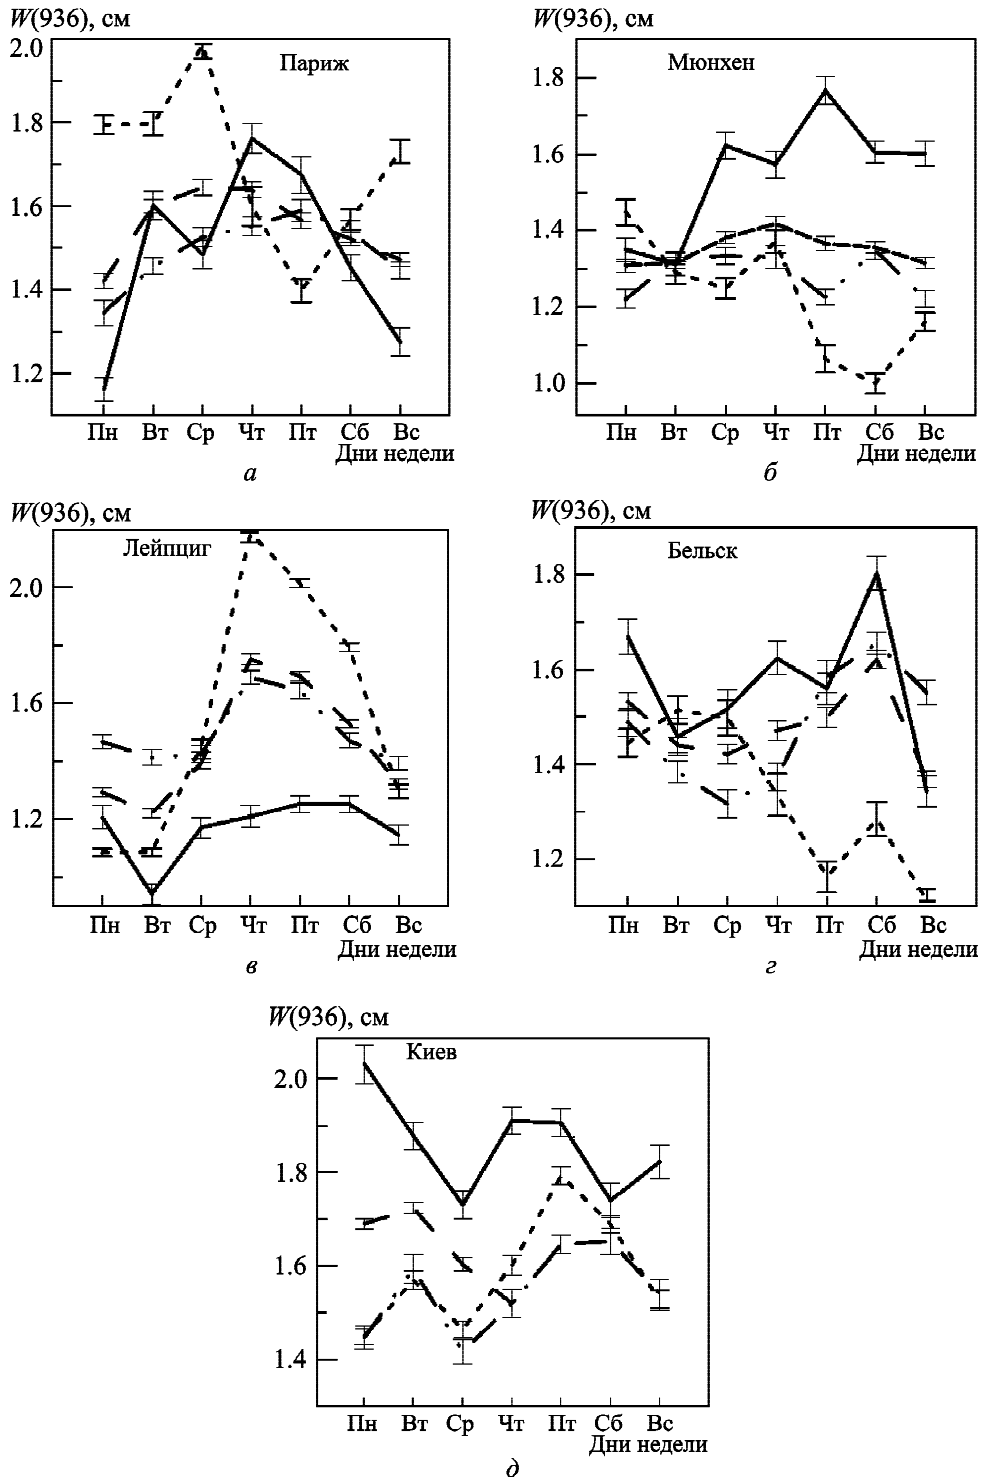 W(936), см
W(936), см
Париж
2.0
1.8
1.6
1.4
1.2
Пн Вт Ср Чт Пт Сб Вс
Дни недели
а
Мюнхен
1.8
1.6
1.4
1.2
1.0
Пн Вт Ср Чт Пт Сб Вс
Дни недели
б
W(936), см
W(936), см
Лейпциг
2.0
1.6
1.2
Пн Вт Ср Чт Пт Сб Вс
Дни недели
в
Бельск
1.8
1.6
1.4
1.2
Пн Вт Ср Чт Пт Сб Вс
Дни недели
г
W(936), см
Киев
2.0
1.8
1.6
1.4
Пн Вт Ср Чт Пт Сб Вс
Дни недели
д